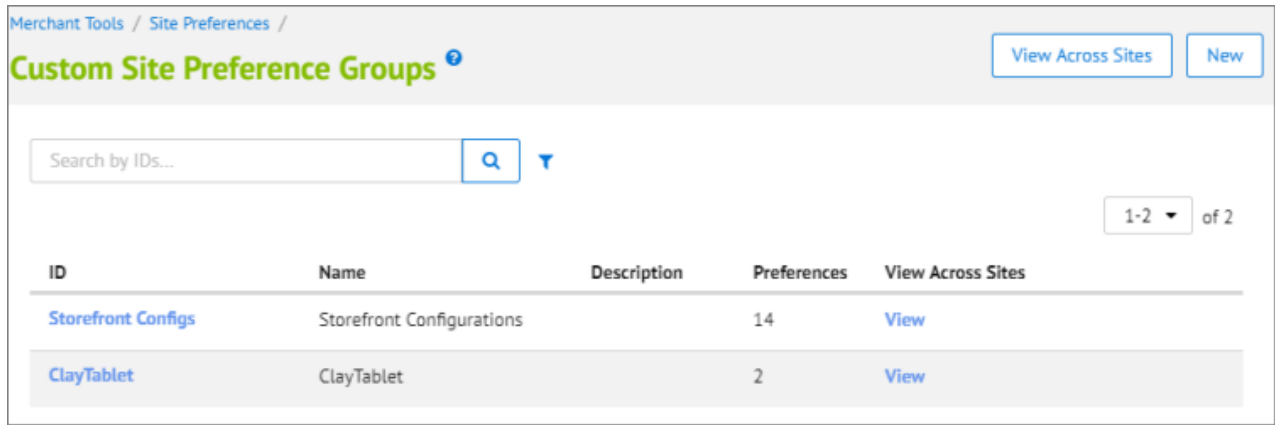 Merchant Tools / Site Preferences /
Custom Site Preference Groups ?
View Across Sites New
Search by IDs...
1-2 of 2
ID Name Description Preferences View Across Sites
Storefront Configs Storefront Configurations 14 View
ClayTablet ClayTablet 2 View